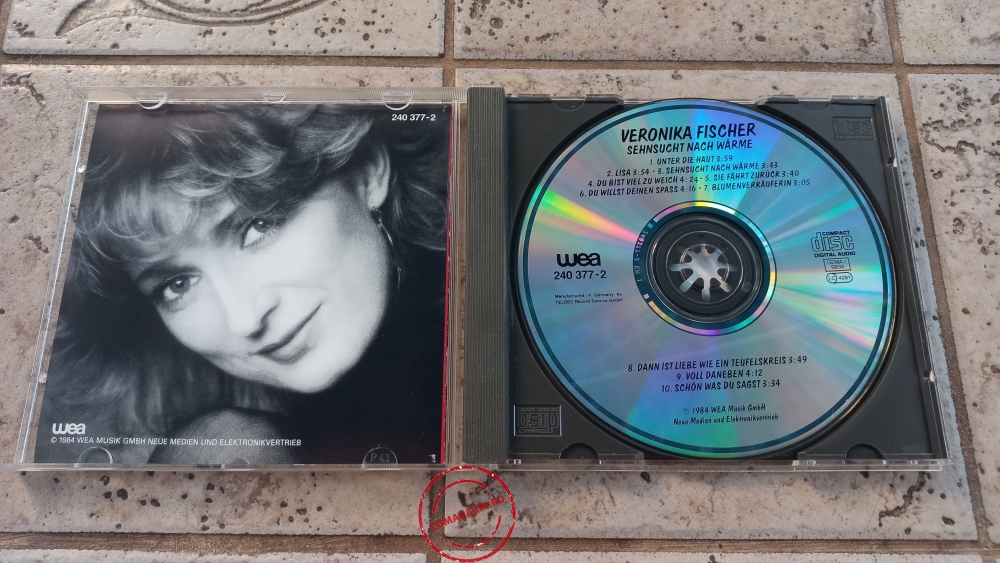 240 377-2
wea
© 1984 WEA MUSIK GMBH NEUE MEDIEN UND ELEKTRONIKVERTRIEB
P43
VERONIKA FISCHER
SEHNSUCHT NACH WÄRME
1. UNTER DIE HAUT 3:59
2. LISA 3:54 · 3. SEHNSUCHT NACH WÄRME 3:43
4. DU BIST VIEL ZU WEICH 4:24 · 5. SIE FÄHRT ZURÜCK 3:40
6. DU WILLST DEINEN SPASS 4:16 · 7. BLUMENVERKÄUFERIN 3:05
wea
240 377-2
Manufactured in Germany by
TELDEC Record Service GmbH
COMPACT
disc
DIGITAL AUDIO
GEMA/
BIEM
LC 4281
8. DANN IST LIEBE WIE EIN TEUFELSKREIS 3:49
9. VOLL DANEBEN 4:12
10. SCHÖN WAS DU SAGST 3:34
℗ 1984 WEA Musik GmbH
Neue Medien und Elektronikvertrieb